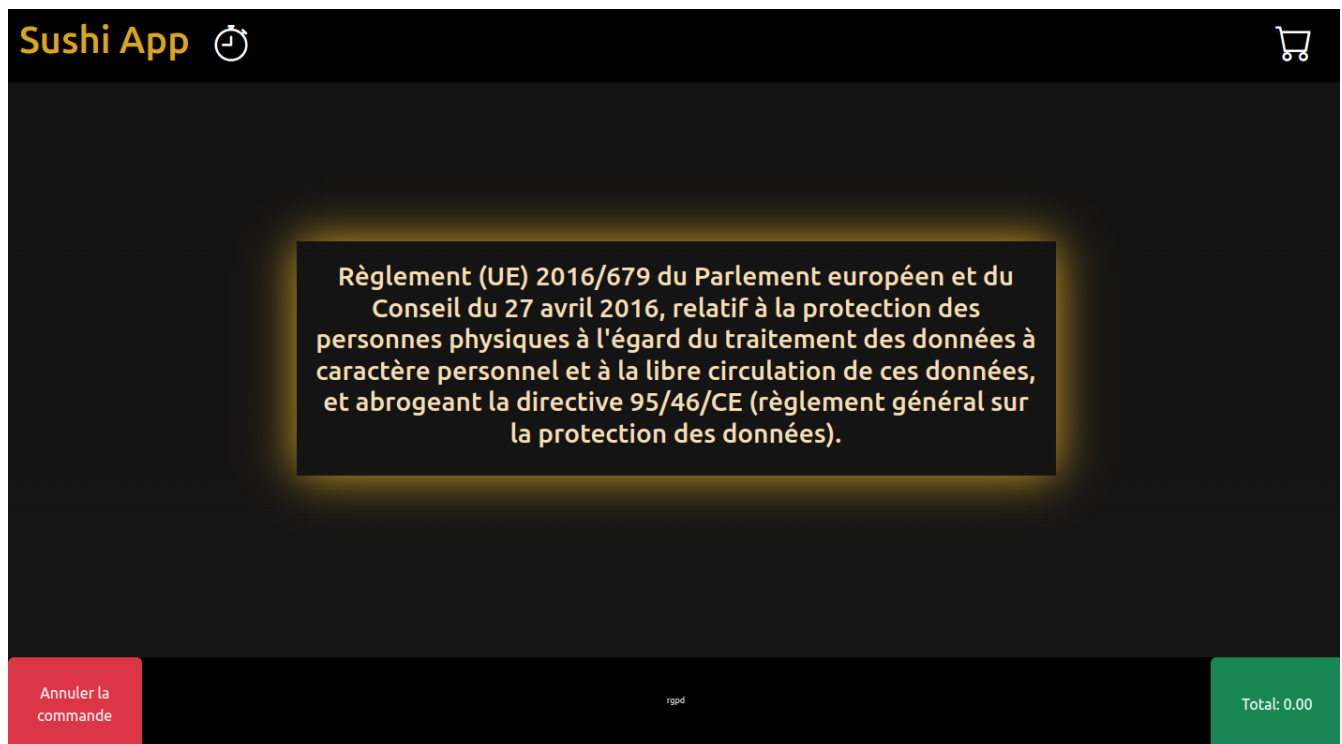 Sushi App
Règlement (UE) 2016/679 du Parlement européen et du
Conseil du 27 avril 2016, relatif à la protection des
personnes physiques à l'égard du traitement des données à
caractère personnel et à la libre circulation de ces données,
et abrogeant la directive 95/46/CE (règlement général sur
la protection des données).
Annuler la
commande
rgpd
Total: 0.00